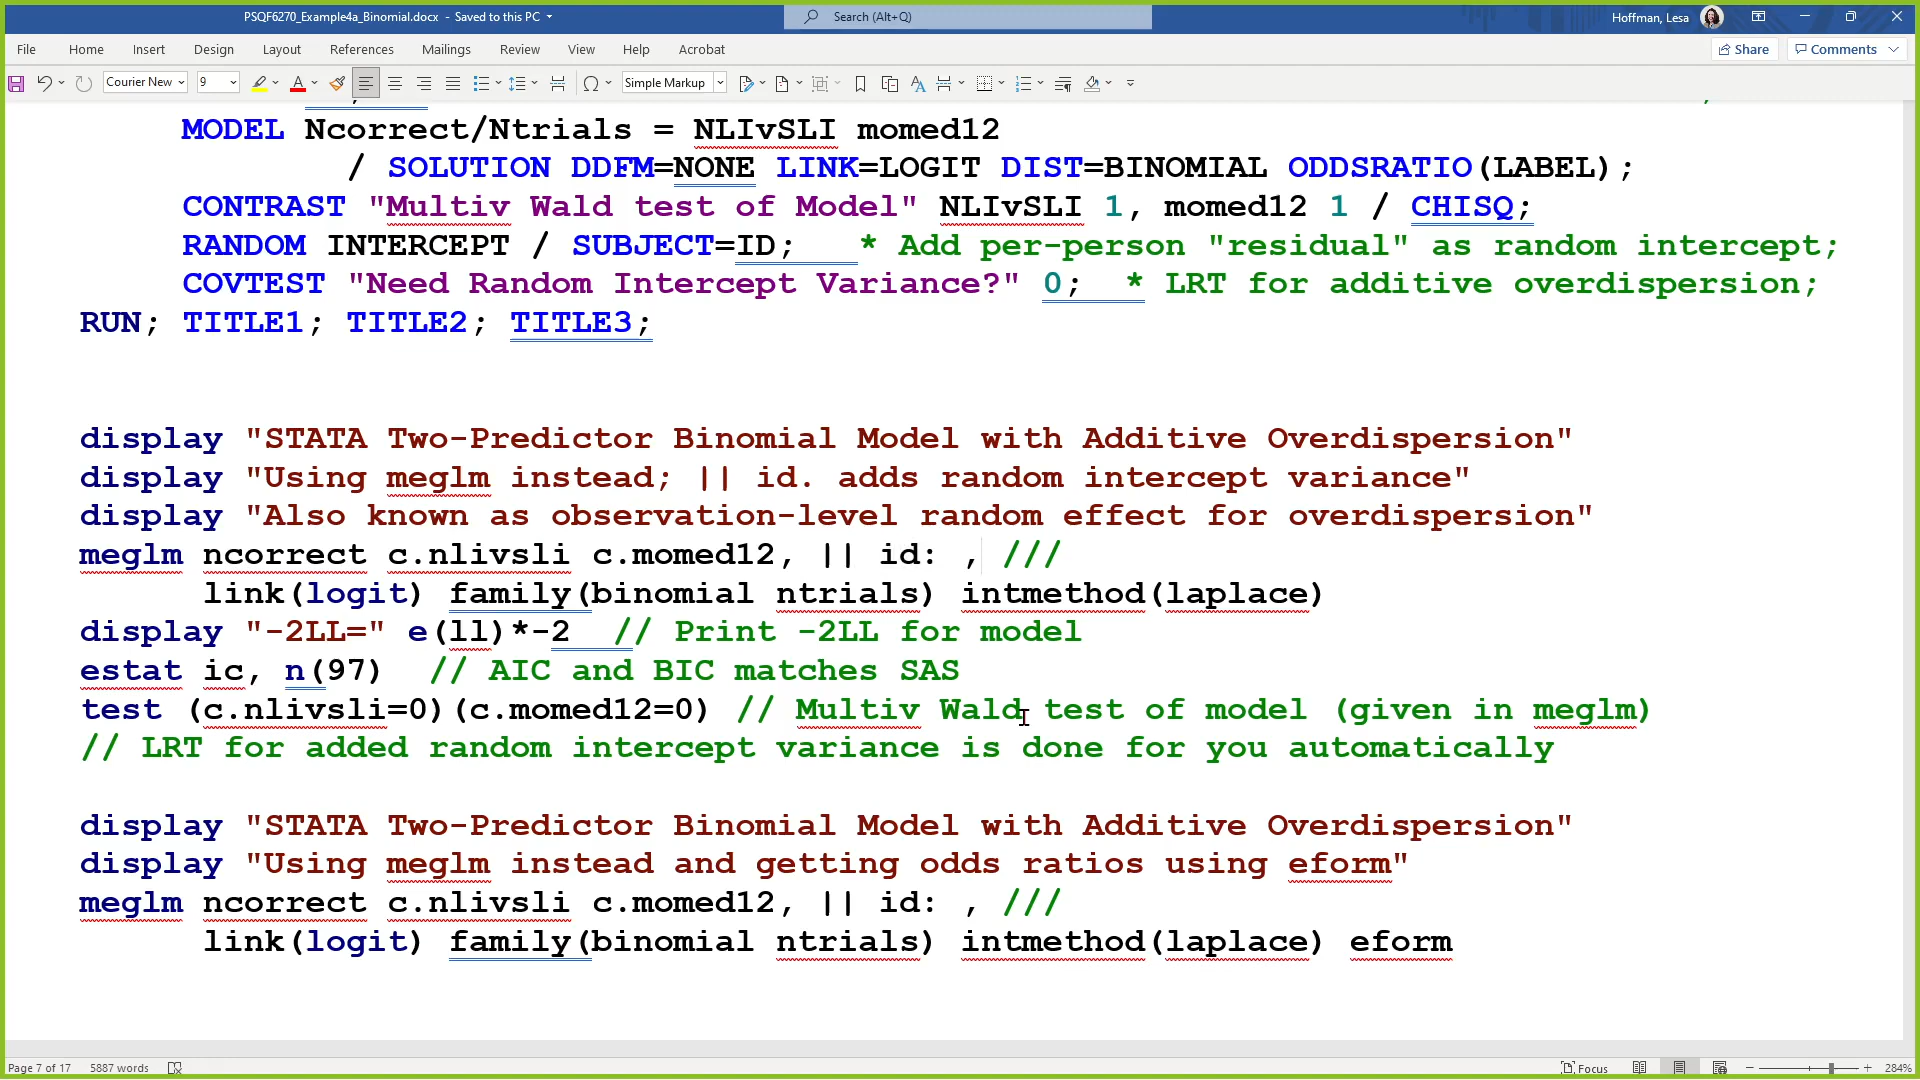 PSQF6270_Example4a_Binomial.docx - Saved to this PC
Search (Alt+Q)
Hoffman, Lesa
File Home Insert Design Layout References Mailings Review View Help Acrobat
Share Comments
Courier New 9 Simple Markup
MODEL Ncorrect/Ntrials = NLIvSLI momed12
/ SOLUTION DDFM=NONE LINK=LOGIT DIST=BINOMIAL ODDSRATIO(LABEL);
CONTRAST "Multiv Wald test of Model" NLIvSLI 1, momed12 1 / CHISQ;
RANDOM INTERCEPT / SUBJECT=ID; * Add per-person "residual" as random intercept;
COVTEST "Need Random Intercept Variance?" 0; * LRT for additive overdispersion;
RUN; TITLE1; TITLE2; TITLE3;
display "STATA Two-Predictor Binomial Model with Additive Overdispersion"
display "Using meglm instead; || id. adds random intercept variance"
display "Also known as observation-level random effect for overdispersion"
meglm ncorrect c.nlivsli c.momed12, || id: , ///
link(logit) family(binomial ntrials) intmethod(laplace)
display "-2LL=" e(ll)*-2 // Print -2LL for model
estat ic, n(97) // AIC and BIC matches SAS
test (c.nlivsli=0)(c.momed12=0) // Multiv Wald test of model (given in meglm)
// LRT for added random intercept variance is done for you automatically
display "STATA Two-Predictor Binomial Model with Additive Overdispersion"
display "Using meglm instead and getting odds ratios using eform"
meglm ncorrect c.nlivsli c.momed12, || id: , ///
link(logit) family(binomial ntrials) intmethod(laplace) eform
Page 7 of 17 5887 words
Focus 284%